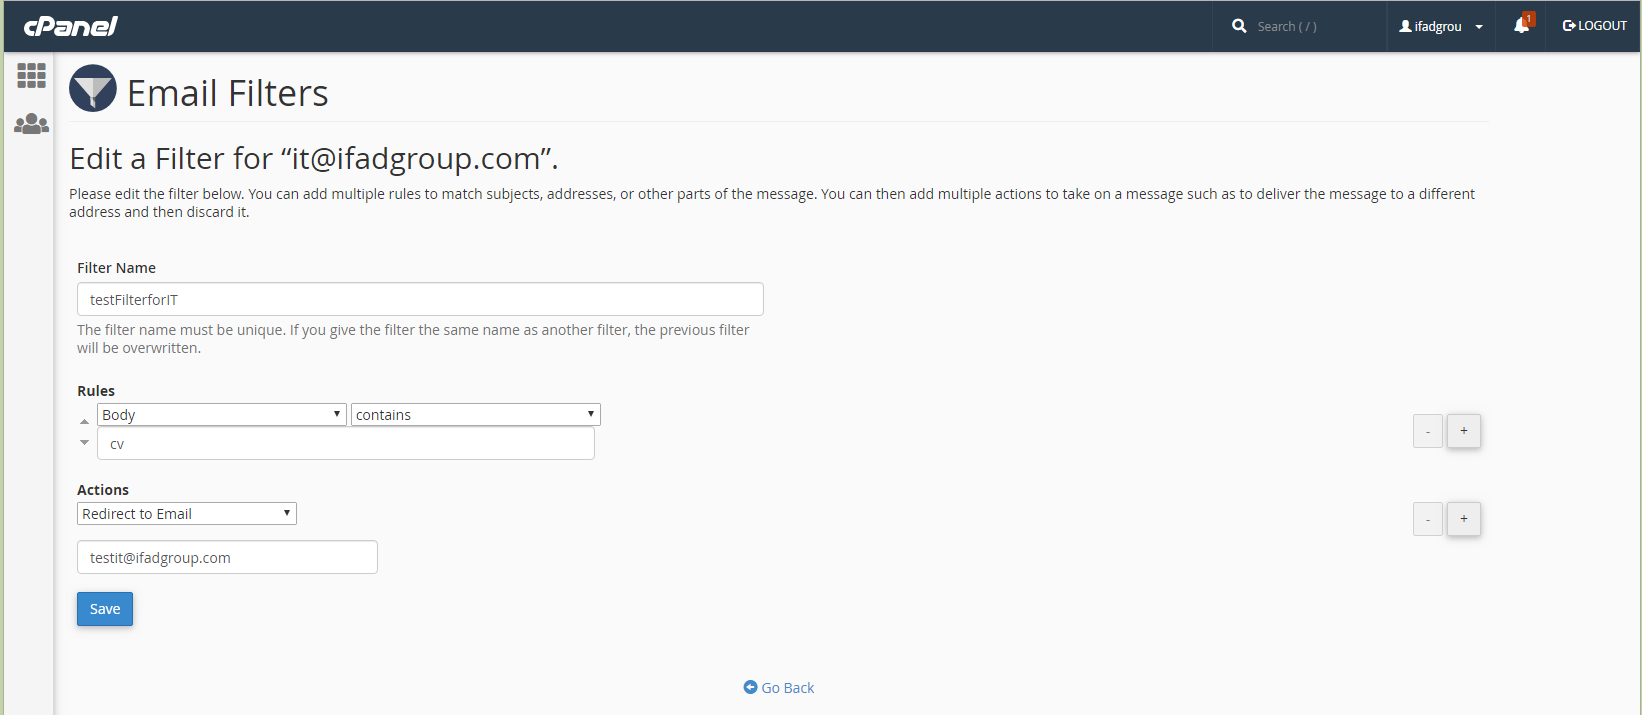 cPanel
Search ( / )
ifadgrou
1
LOGOUT
Email Filters
Edit a Filter for “it@ifadgroup.com”.
Please edit the filter below. You can add multiple rules to match subjects, addresses, or other parts of the message. You can then add multiple actions to take on a message such as to deliver the message to a different
address and then discard it.
Filter Name
testFilterforIT
The filter name must be unique. If you give the filter the same name as another filter, the previous filter
will be overwritten.
Rules
Body
contains
cv
-
+
Actions
Redirect to Email
-
+
testit@ifadgroup.com
Save
Go Back